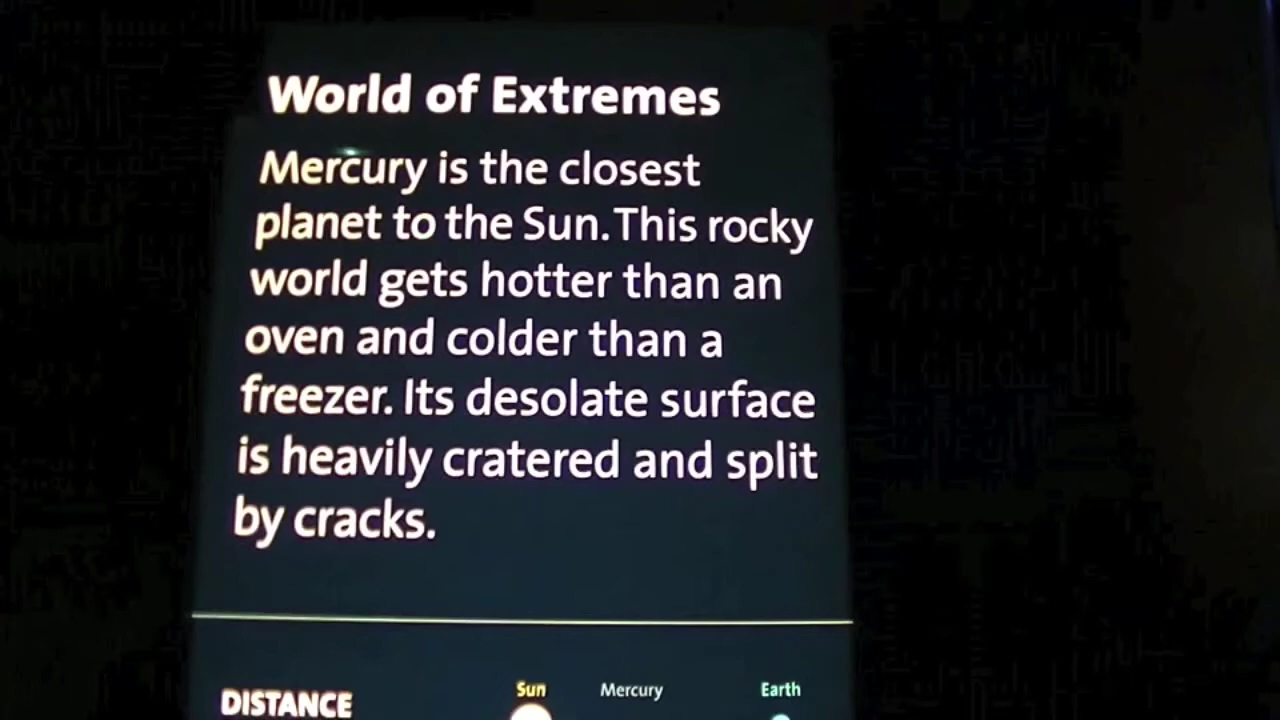 World of Extremes
Mercury is the closest
planet to the Sun. This rocky
world gets hotter than an
oven and colder than a
freezer. Its desolate surface
is heavily cratered and split
by cracks.
DISTANCE Sun Mercury Earth